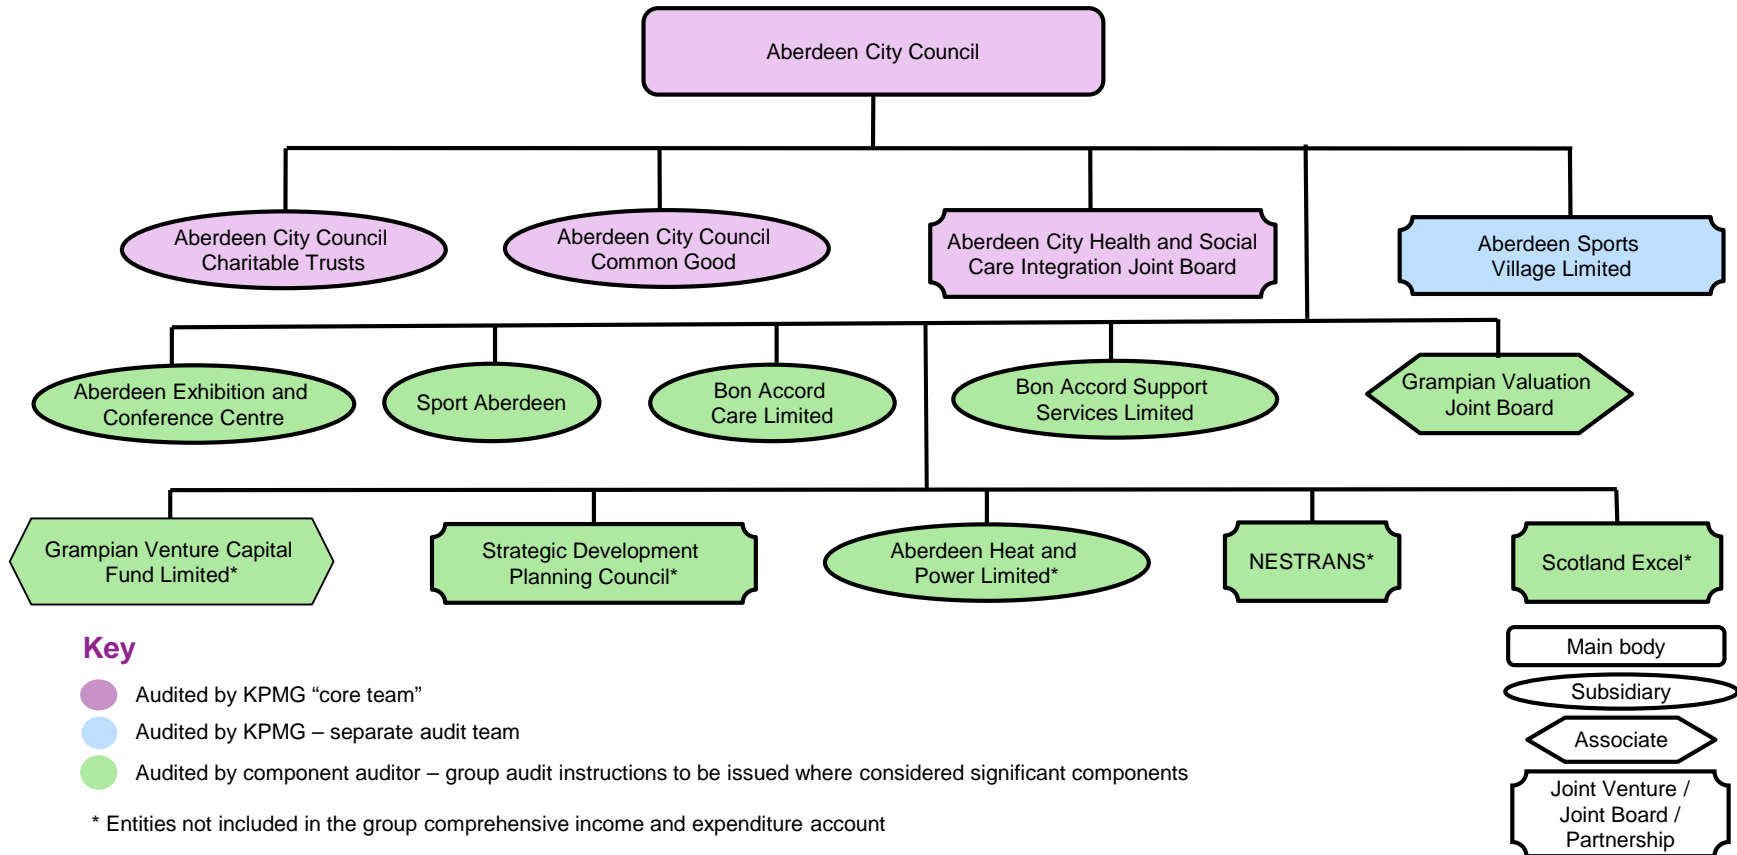 Aberdeen City Council
Aberdeen City Council
Charitable Trusts
Aberdeen City Council
Common Good
Aberdeen City Health and Social
Care Integration Joint Board
Aberdeen Sports
Village Limited
Aberdeen Exhibition and
Conference Centre
Sport Aberdeen
Bon Accord
Care Limited
Bon Accord Support
Services Limited
Grampian Valuation
Joint Board
Grampian Venture Capital
Fund Limited*
Strategic Development
Planning Council*
Aberdeen Heat and
Power Limited*
NESTRANS*
Scotland Excel*
Key
Audited by KPMG “core team”
Audited by KPMG – separate audit team
Audited by component auditor – group audit instructions to be issued where considered significant components
* Entities not included in the group comprehensive income and expenditure account
Main body
Subsidiary
Associate
Joint Venture /
Joint Board /
Partnership